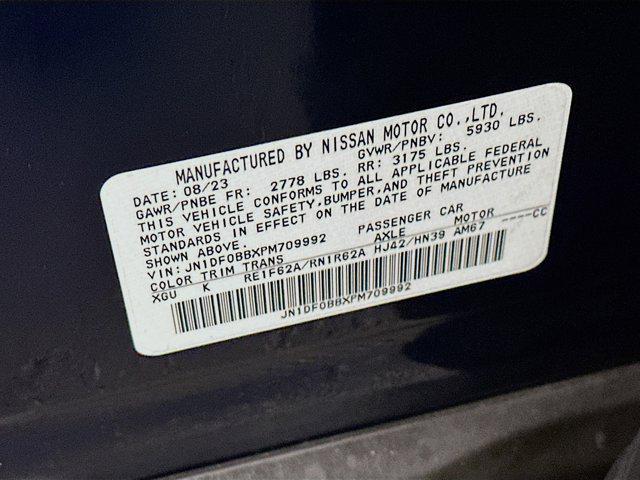 MANUFACTURED BY NISSAN MOTOR CO.,LTD.
DATE: 08/23 GVWR/PNBV: 5930 LBS.
GAWR/PNBE FR: 2778 LBS. RR: 3175 LBS.
THIS VEHICLE CONFORMS TO ALL APPLICABLE FEDERAL
MOTOR VEHICLE SAFETY,BUMPER,AND THEFT PREVENTION
STANDARDS IN EFFECT ON THE DATE OF MANUFACTURE
SHOWN ABOVE.
VIN: JN1DF0BBXPM709992 PASSENGER CAR
COLOR TRIM TRANS AXLE MOTOR ----CC
XGU K RE1F62A/RN1R62A HJ42/HN39 AM67
JN1DF0BBXPM709992